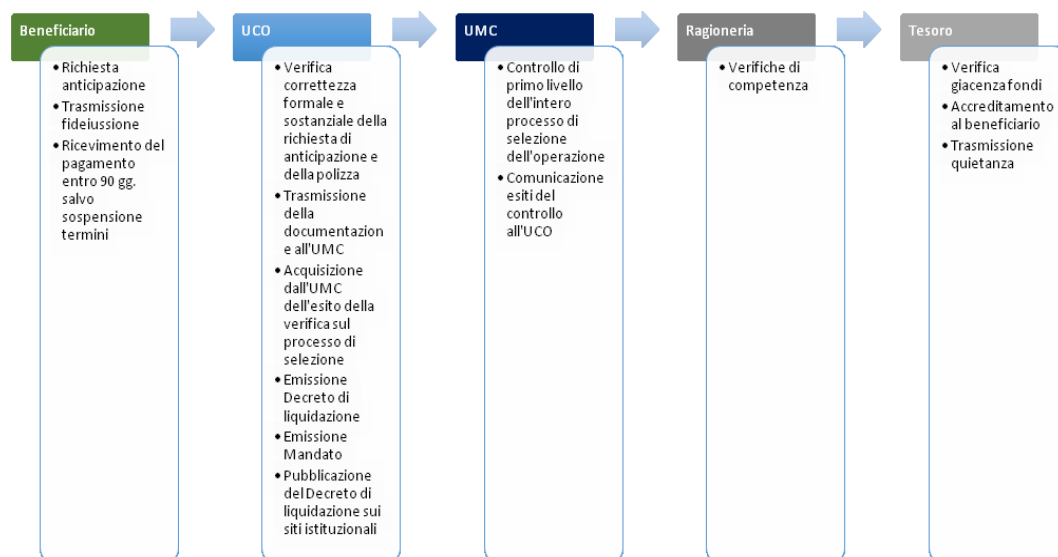 Beneficiario
• Richiesta
anticipazione
• Trasmissione
fideiussione
• Ricevimento del
pagamento
entro 90 gg.
salvo
sospensione
termini
UCO
• Verifica
correttezza
formale e
sostanziale della
richiesta di
anticipazione e
della polizza
• Trasmissione
della
documentazion
e all'UMC
• Acquisizione
dall'UMC
dell'esito della
verifica sul
processo di
selezione
• Emissione
Decreto di
liquidazione
• Emissione
Mandato
• Pubblicazione
del Decreto di
liquidazione sui
siti istituzionali
UMC
• Controllo di
primo livello
dell'intero
processo di
selezione
dell'operazione
• Comunicazione
esiti del
controllo
all'UCO
Ragioneria
• Verifiche di
competenza
Tesoro
• Verifica
giacenza fondi
• Accreditamento
al beneficiario
• Trasmissione
quietanza